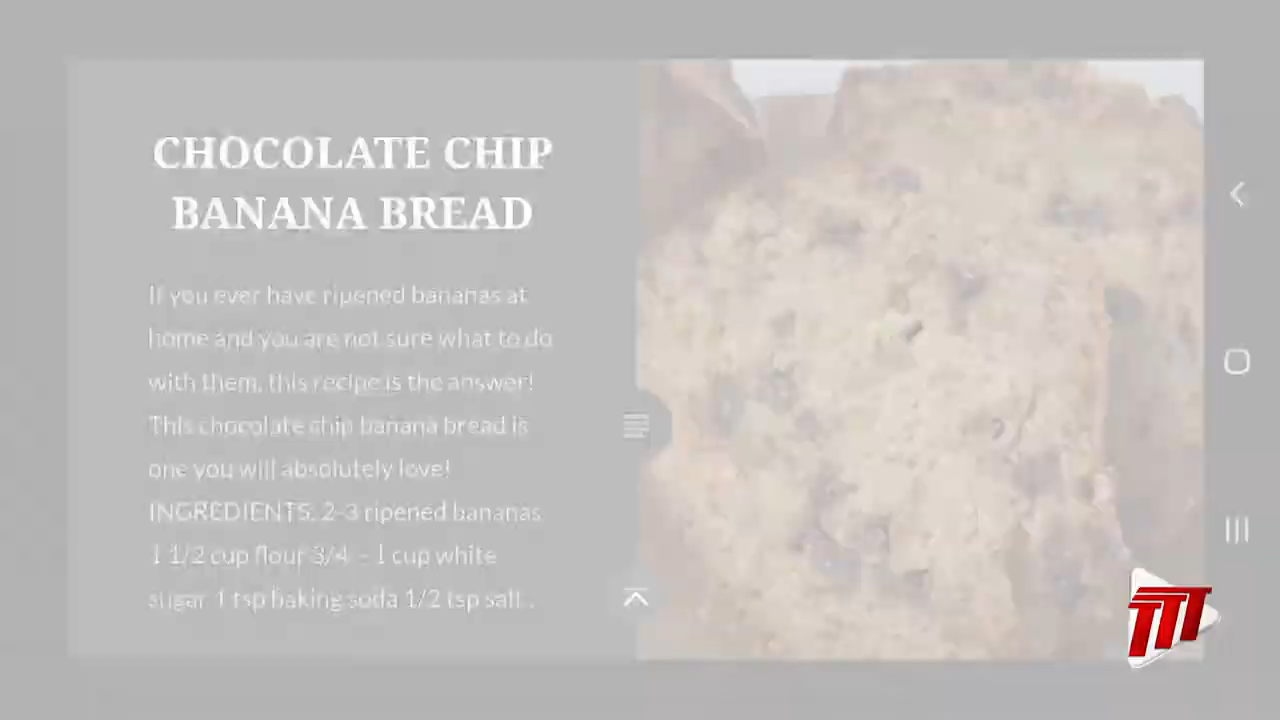 CHOCOLATE CHIP
BANANA BREAD
If you ever have ripened bananas at
home and you are not sure what to do
with them, this recipe is the answer!
This chocolate chip banana bread is
one you will absolutely love!
INGREDIENTS: 2-3 ripened bananas
1 1/2 cup flour 3/4 - 1 cup white
sugar 1 tsp baking soda 1/2 tsp salt...
TTT